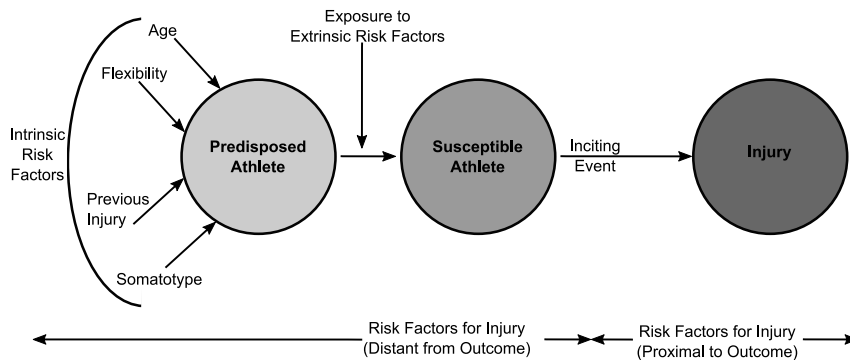 Exposure to
Extrinsic Risk Factors
Age
Flexibility
Intrinsic
Risk
Factors
Previous
Injury
Somatotype
Predisposed
Athlete
Susceptible
Athlete
Inciting
Event
Injury
Risk Factors for Injury
(Distant from Outcome)
Risk Factors for Injury
(Proximal to Outcome)